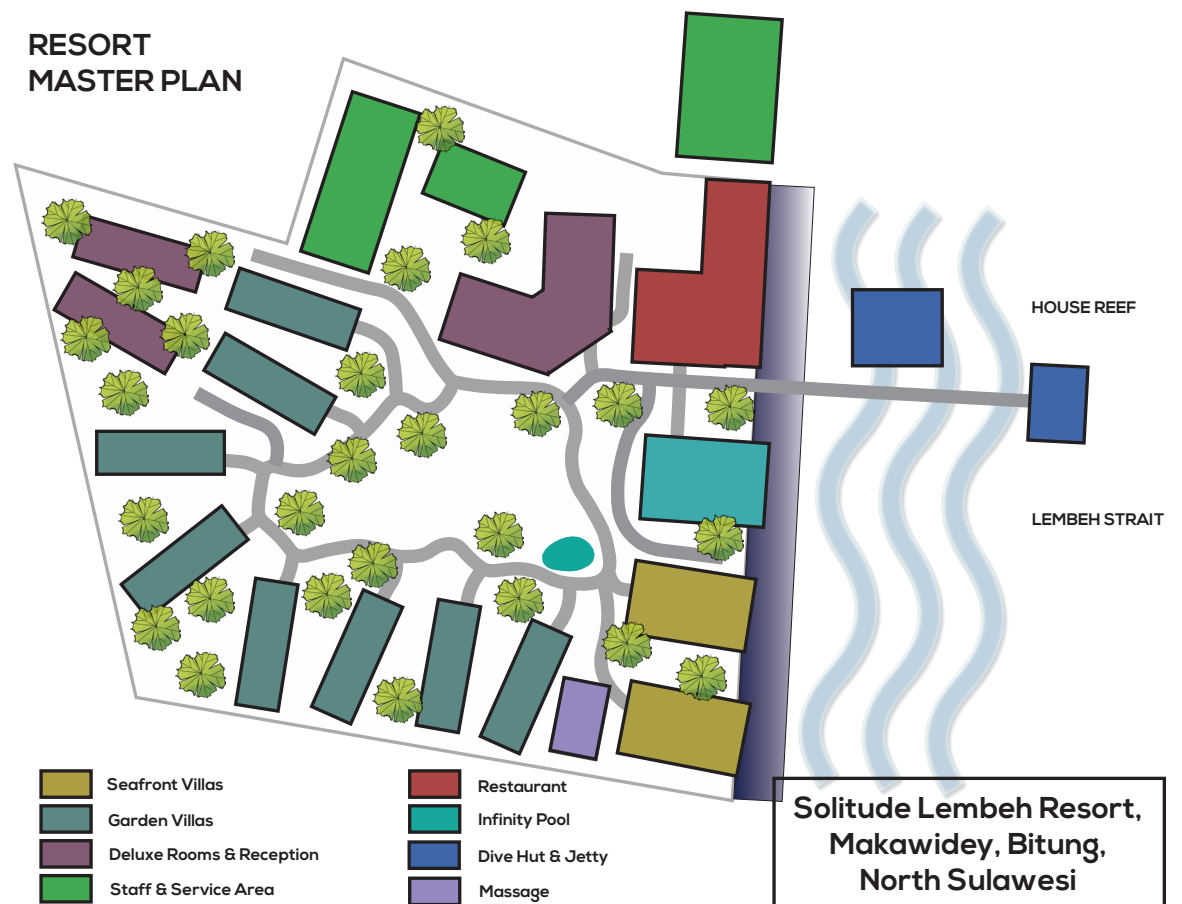 RESORT
MASTER PLAN
HOUSE REEF
LEMBEH STRAIT
Seafront Villas
Garden Villas
Deluxe Rooms & Reception
Staff & Service Area
Restaurant
Infinity Pool
Dive Hut & Jetty
Massage
Solitude Lembeh Resort,
Makawidey, Bitung,
North Sulawesi